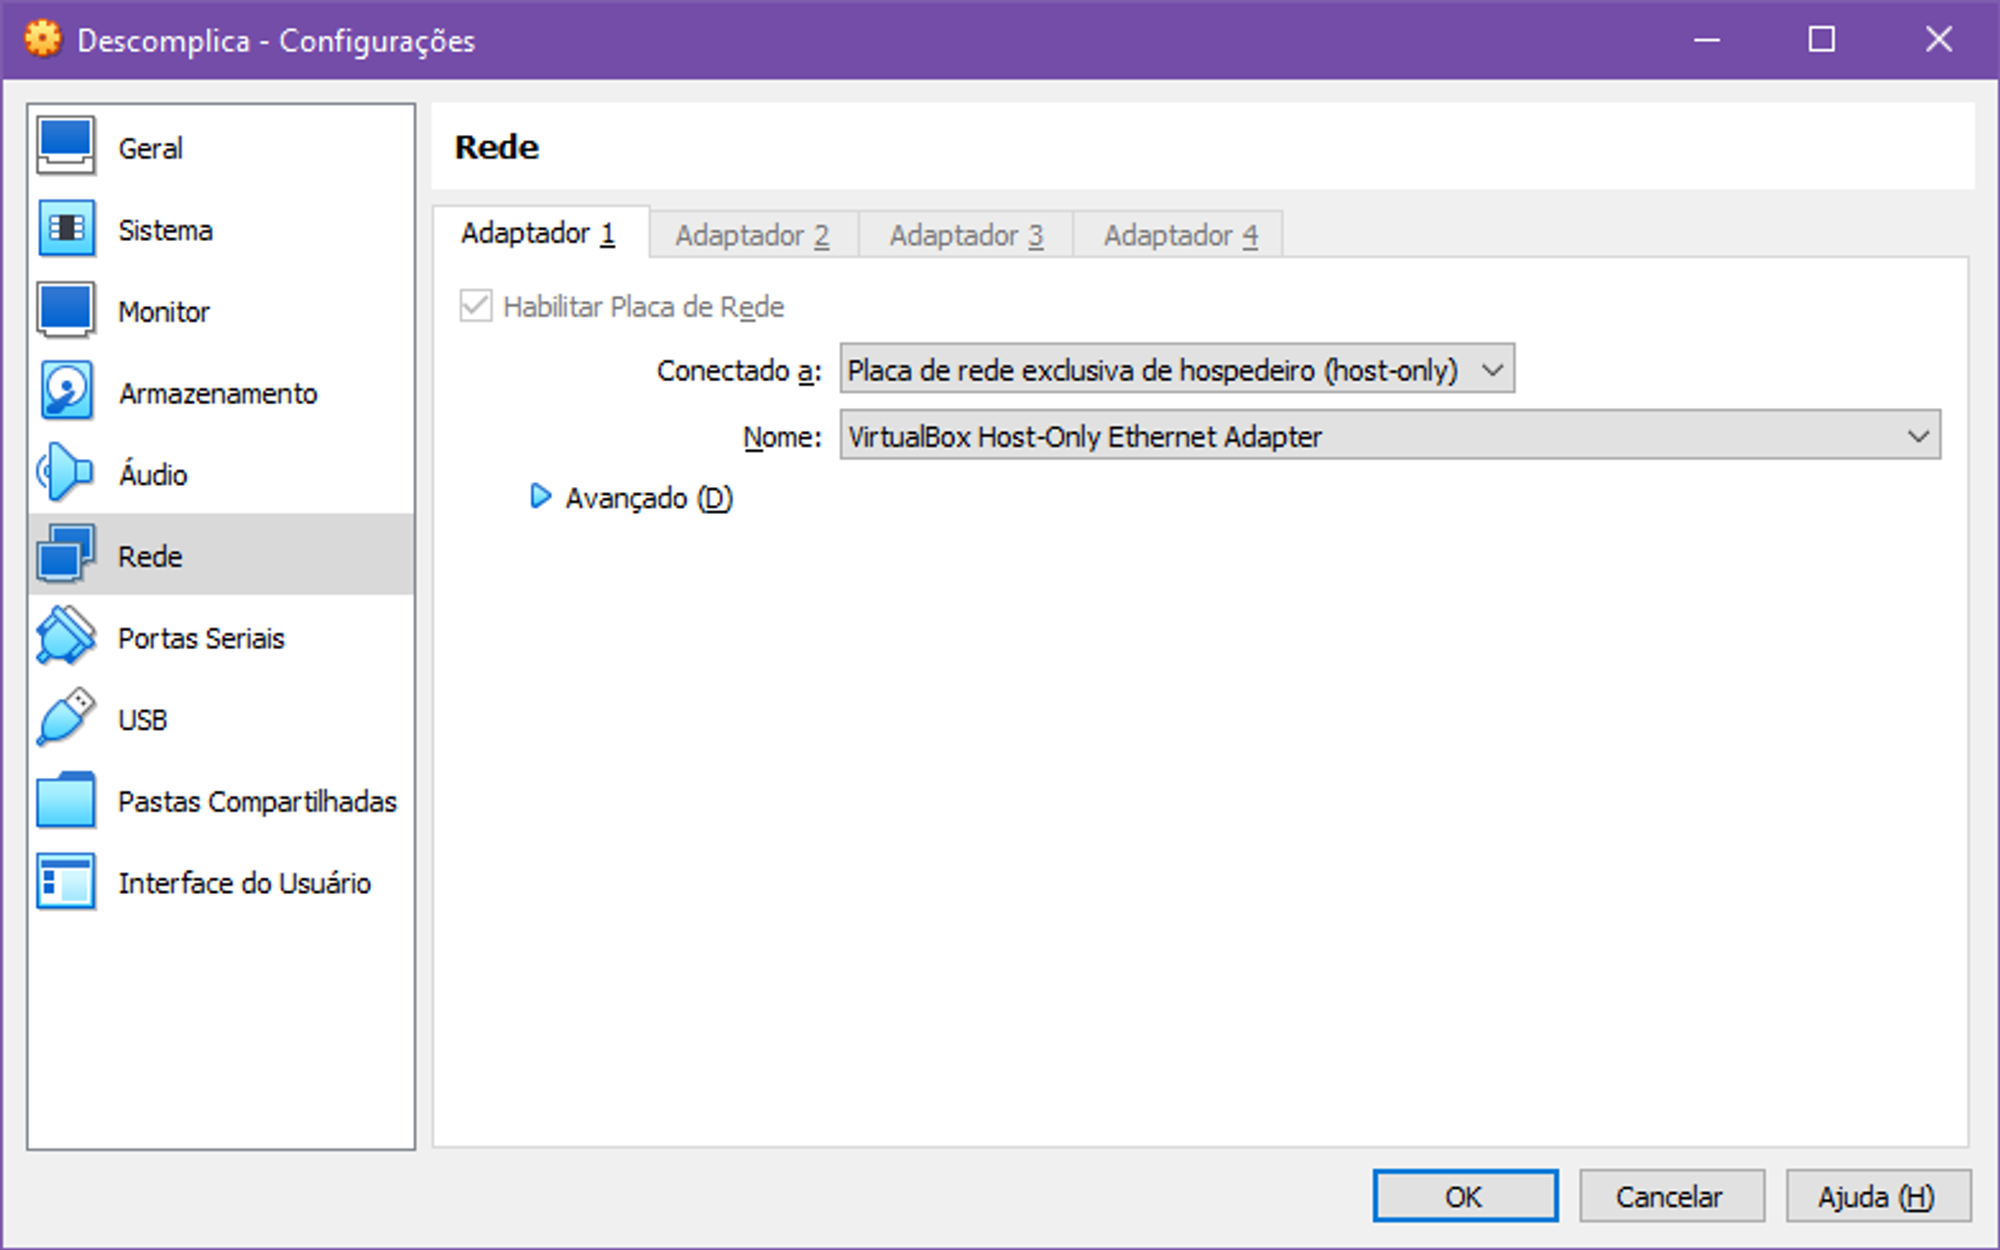 Descomplica - Configurações
Geral
Sistema
Monitor
Armazenamento
Áudio
Rede
Portas Seriais
USB
Pastas Compartilhadas
Interface do Usuário
Rede
Adaptador 1 Adaptador 2 Adaptador 3 Adaptador 4
Habilitar Placa de Rede
Conectado a: Placa de rede exclusiva de hospedeiro (host-only)
Nome: VirtualBox Host-Only Ethernet Adapter
Avançado (D)
OK Cancelar Ajuda (H)